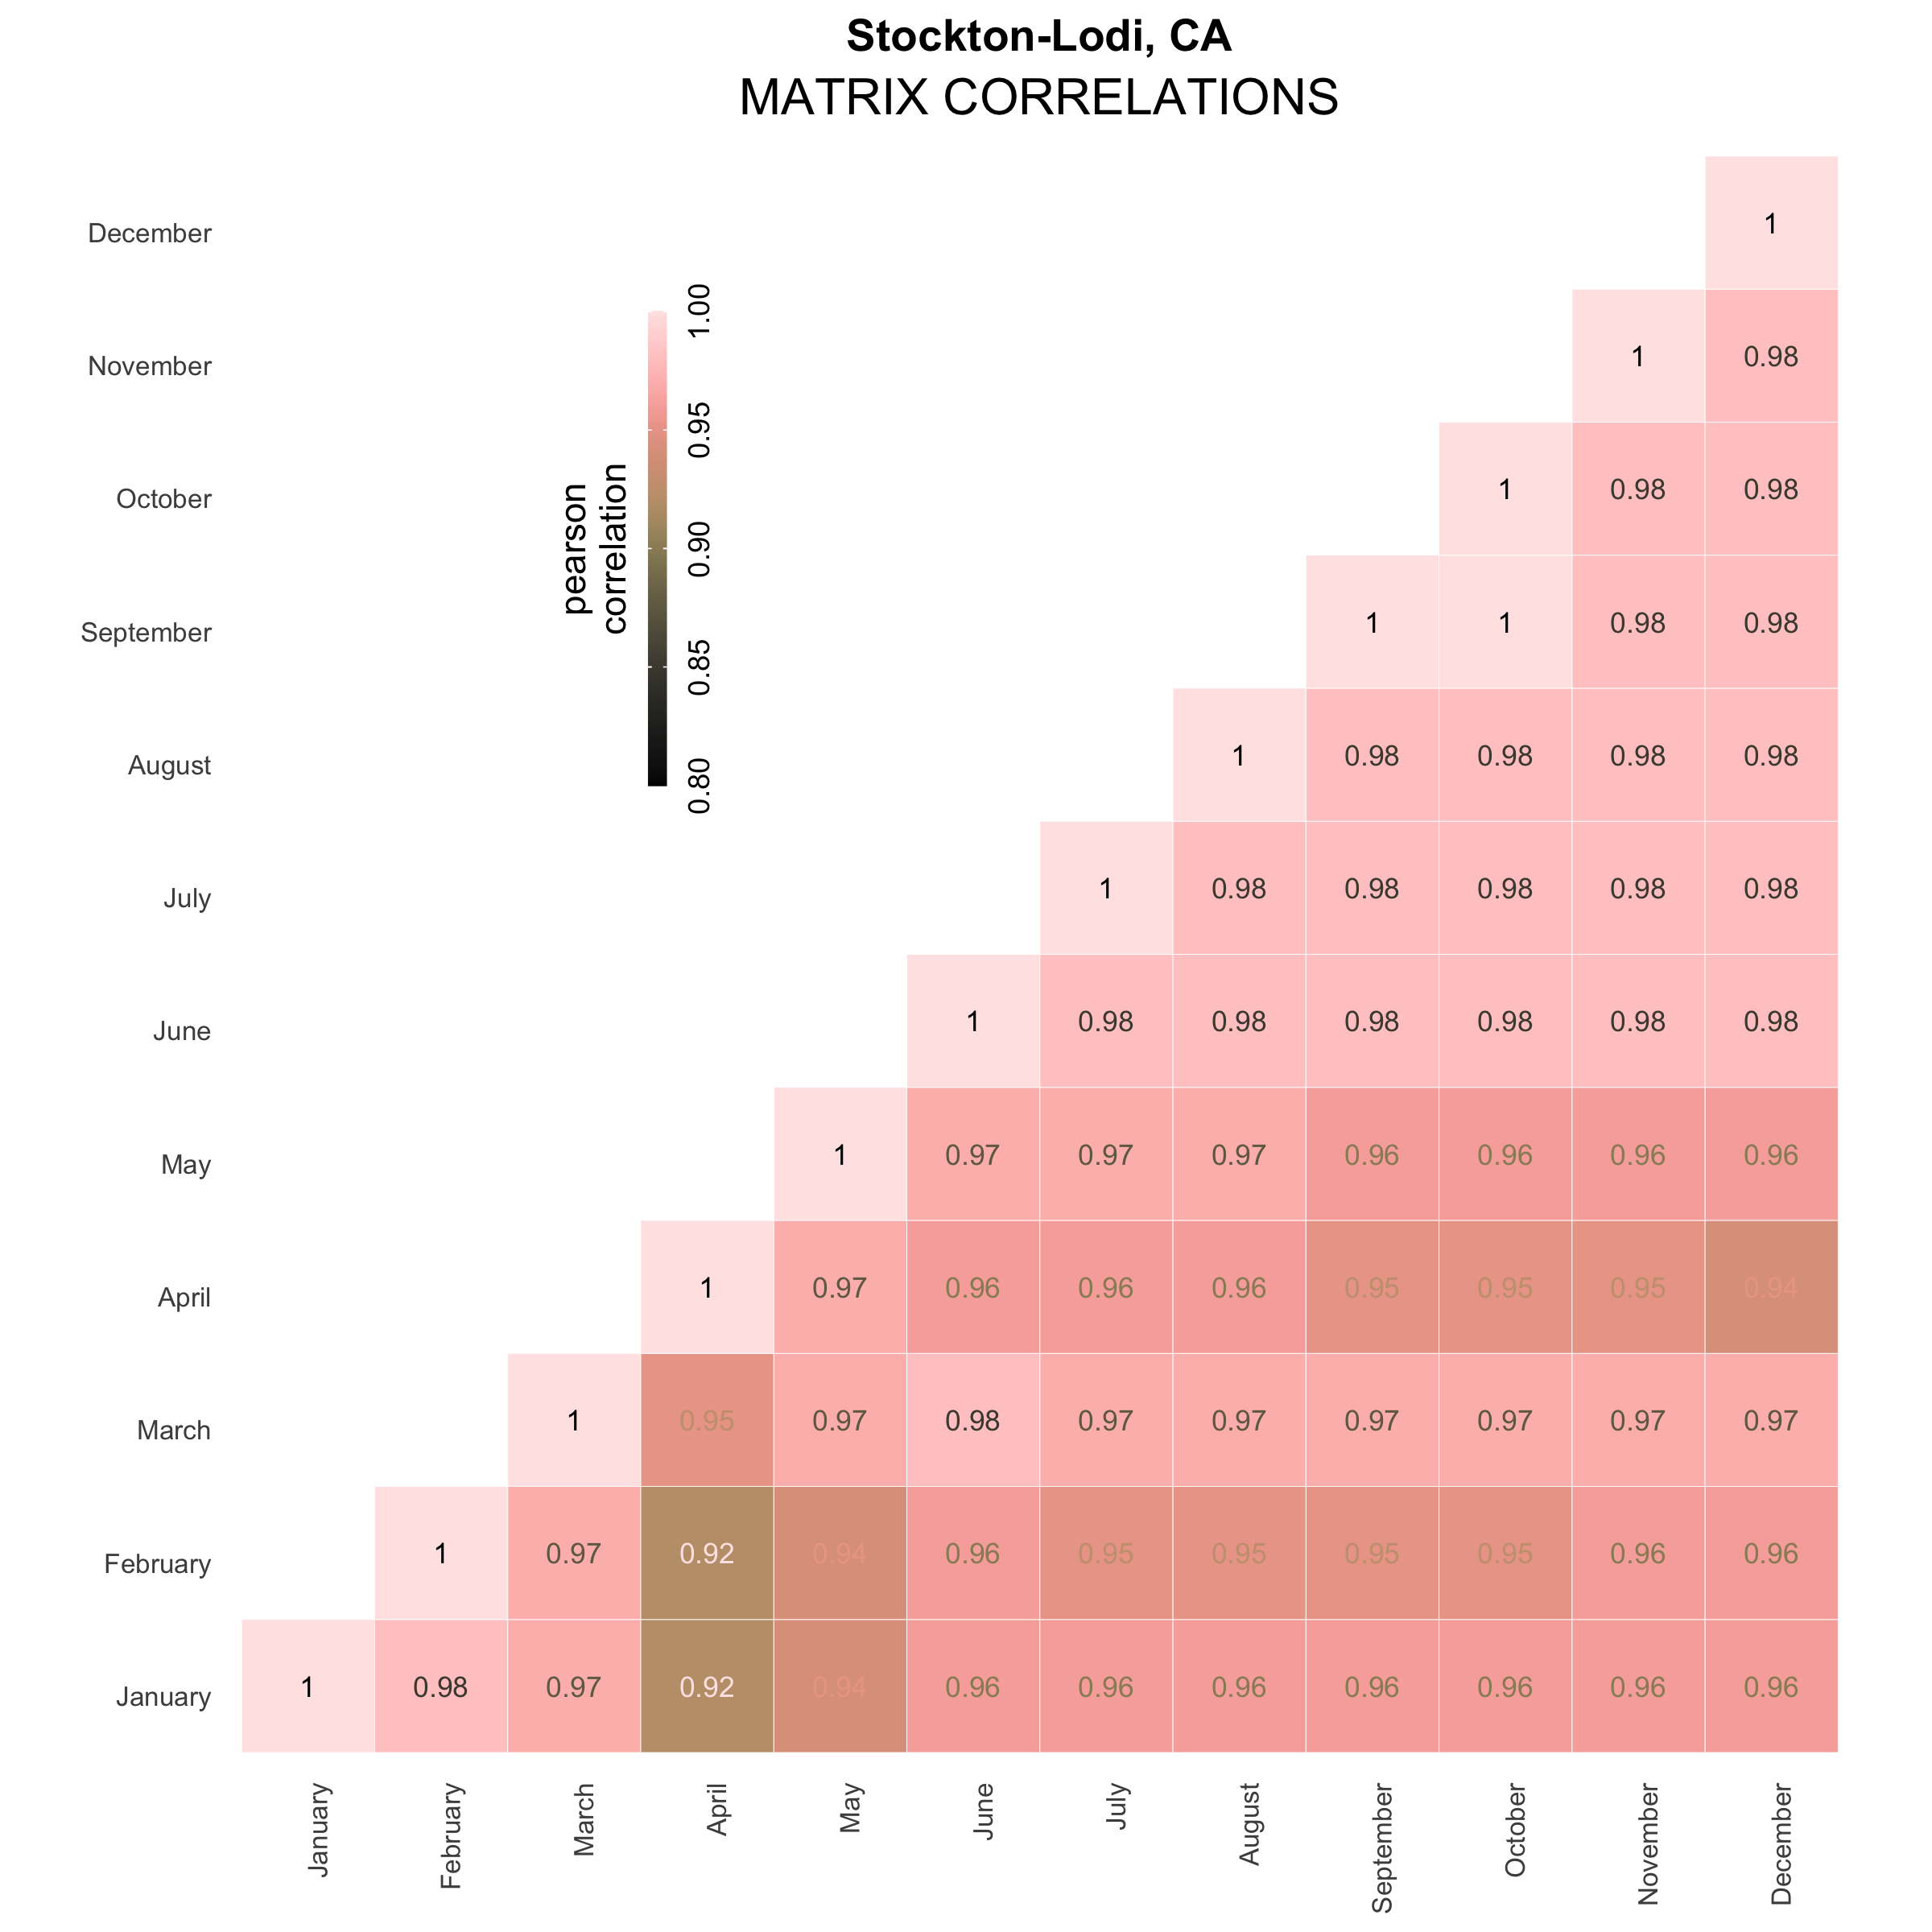 Stockton-Lodi, CA
MATRIX CORRELATIONS
December 1
November 1 0.98
October 1 0.98 0.98
September 1 1 0.98 0.98
August 1 0.98 0.98 0.98 0.98
July 1 0.98 0.98 0.98 0.98 0.98
June 1 0.98 0.98 0.98 0.98 0.98 0.98
May 1 0.97 0.97 0.97 0.96 0.96 0.96 0.96
April 1 0.97 0.96 0.96 0.96 0.95 0.95 0.95 0.94
March 1 0.95 0.97 0.98 0.97 0.97 0.97 0.97 0.97 0.97
February 1 0.97 0.92 0.94 0.96 0.95 0.95 0.95 0.95 0.96 0.96
January 1 0.98 0.97 0.92 0.94 0.96 0.96 0.96 0.96 0.96 0.96 0.96
January February March April May June July August September October November December
pearson
correlation
0.80 0.85 0.90 0.95 1.00